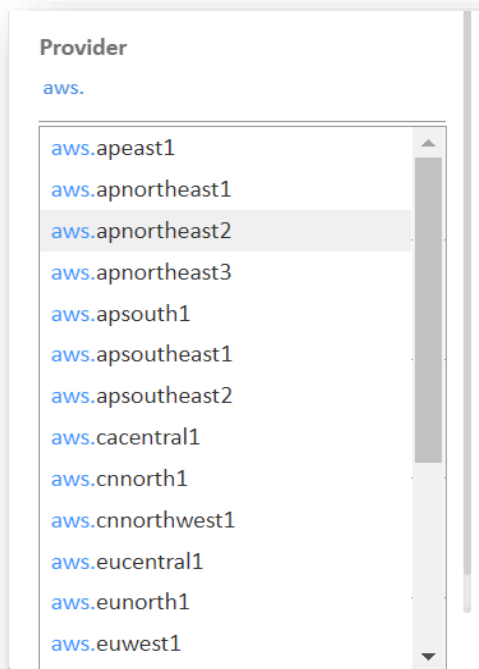 Provider
aws.
aws.apeast1
aws.apnortheast1
aws.apnortheast2
aws.apnortheast3
aws.apsouth1
aws.apsoutheast1
aws.apsoutheast2
aws.cacentral1
aws.cnnorth1
aws.cnnorthwest1
aws.eucentral1
aws.eunorth1
aws.euwest1